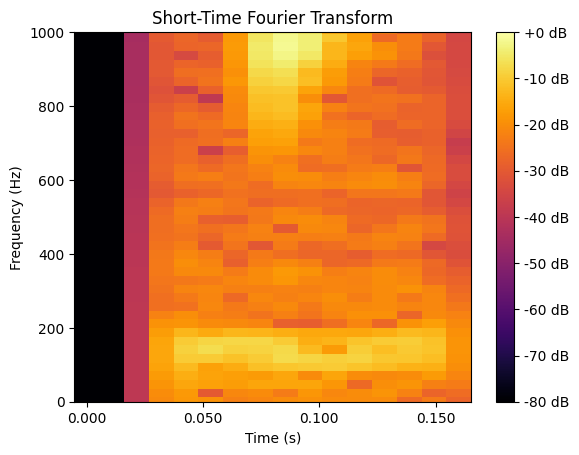 Short-Time Fourier Transform
1000
800
600
400
200
0
Frequency (Hz)
0.000
0.050
0.100
0.150
Time (s)
+0 dB
-10 dB
-20 dB
-30 dB
-40 dB
-50 dB
-60 dB
-70 dB
-80 dB